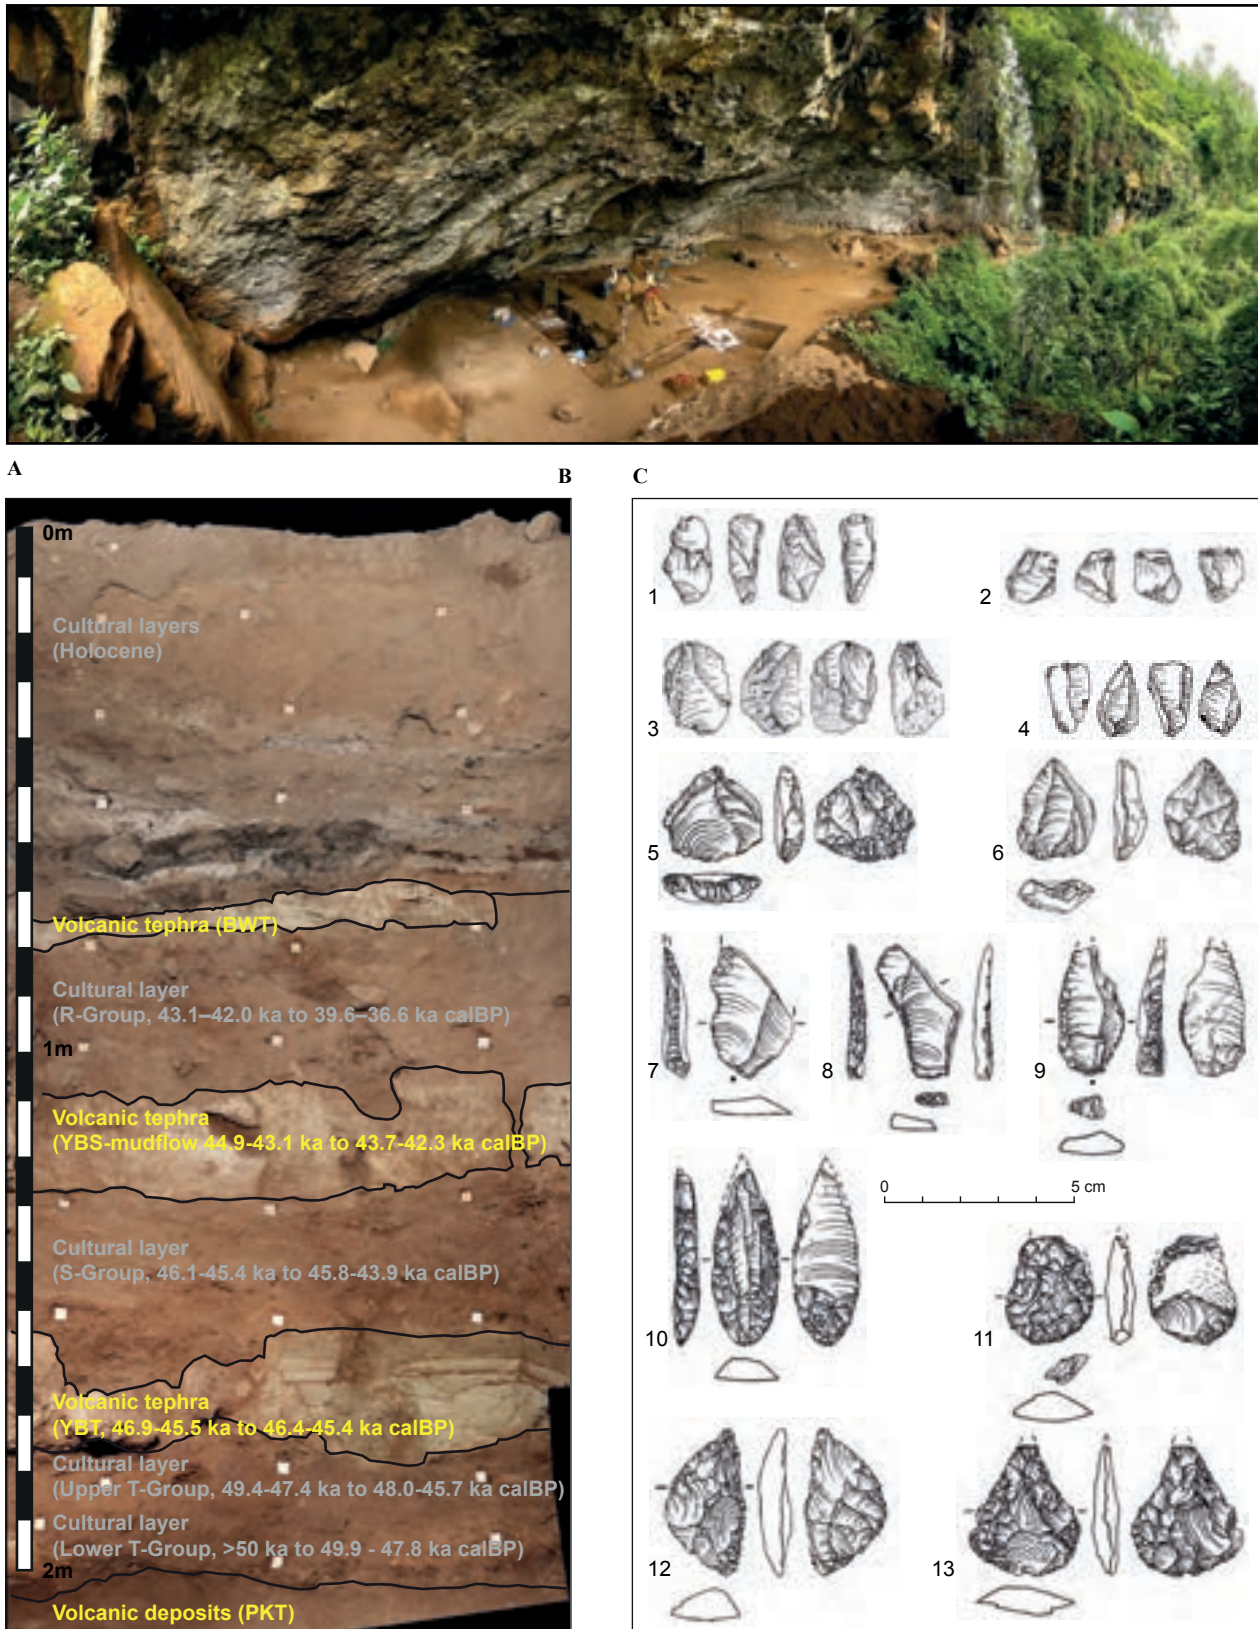 A
B
C
0m
Cultural layers
(Holocene)
Volcanic tephra (BWT)
Cultural layer
(R-Group, 43.1–42.0 ka to 39.6–36.6 ka calBP)
1m
Volcanic tephra
(YBS-mudflow 44.9-43.1 ka to 43.7-42.3 ka calBP)
Cultural layer
(S-Group, 46.1-45.4 ka to 45.8-43.9 ka calBP)
Volcanic tephra
(YBT, 46.9-45.5 ka to 46.4-45.4 ka calBP)
Cultural layer
(Upper T-Group, 49.4-47.4 ka to 48.0-45.7 ka calBP)
Cultural layer
(Lower T-Group, >50 ka to 49.9 - 47.8 ka calBP)
2m
Volcanic deposits (PKT)
1
2
3
4
5
6
7
8
9
0 5 cm
10
11
12
13